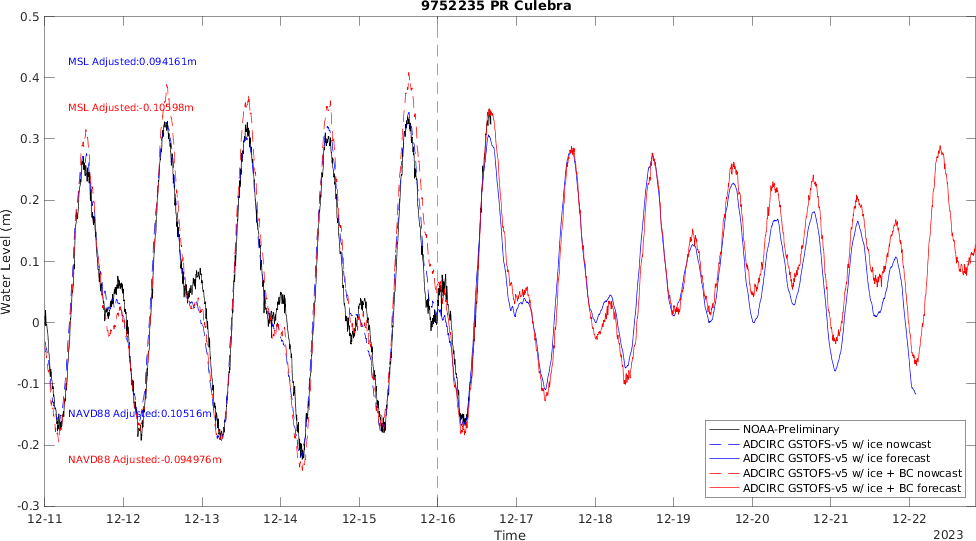 9752235 PR Culebra
0.5
0.4
0.3
0.2
0.1
0
-0.1
-0.2
-0.3
Water Level (m)
MSL Adjusted:0.094161m
MSL Adjusted:-0.10598m
NAVD88 Adjusted:0.10516m
NAVD88 Adjusted:-0.094976m
NOAA-Preliminary
ADCIRC GSTOFS-v5 w/ ice nowcast
ADCIRC GSTOFS-v5 w/ ice forecast
ADCIRC GSTOFS-v5 w/ ice + BC nowcast
ADCIRC GSTOFS-v5 w/ ice + BC forecast
12-11 12-12 12-13 12-14 12-15 12-16 12-17 12-18 12-19 12-20 12-21 12-22
Time
2023